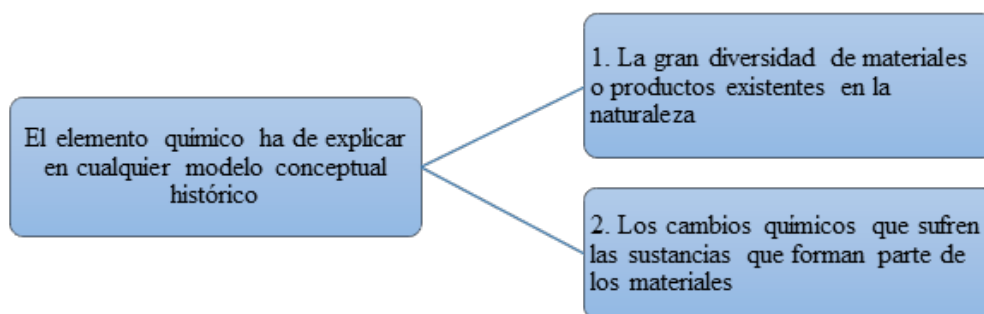 El elemento químico ha de explicar
en cualquier modelo conceptual
histórico
1. La gran diversidad de materiales
o productos existentes en la
naturaleza
2. Los cambios químicos que sufren
las sustancias que forman parte de
los materiales